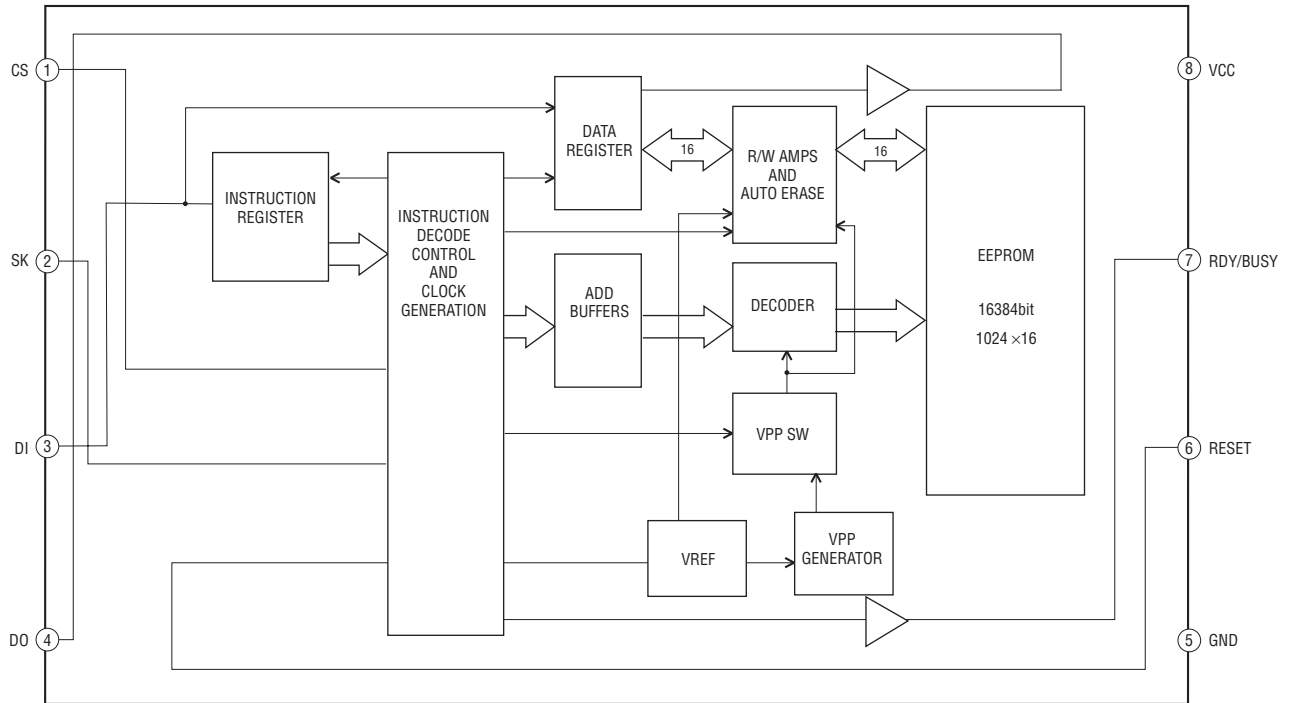 CS 1
8 VCC
DATA
REGISTER
16
R/W AMPS
AND
AUTO ERASE
16
INSTRUCTION
REGISTER
INSTRUCTION
DECODE
CONTROL
AND
CLOCK
GENERATION
SK 2
7 RDY/BUSY
EEPROM
16384bit
1024 ×16
ADD
BUFFERS
DECODER
DI 3
VPP SW
6 RESET
VREF
VPP
GENERATOR
DO 4
5 GND